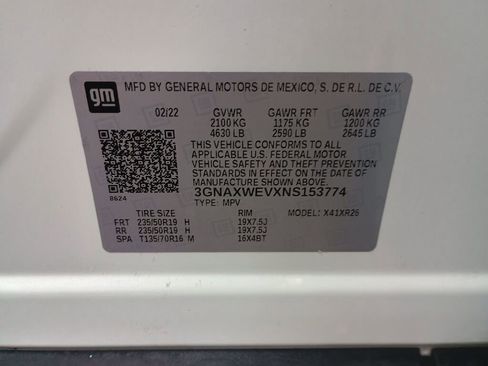 gm MFD BY GENERAL MOTORS DE MEXICO, S. DE R.L. DE C.V.
02/22 GVWR GAWR FRT GAWR RR
2100 KG 1175 KG 1200 KG
4630 LB 2590 LB 2645 LB
THIS VEHICLE CONFORMS TO ALL
APPLICABLE U.S. FEDERAL MOTOR
VEHICLE SAFETY AND THEFT PREVENTION
STANDARDS IN EFFECT ON THE DATE OF
MANUFACTURE SHOWN ABOVE.
8624 3GNAXWEVXNS153774
TYPE: MPV MODEL: X41XR26
TIRE SIZE RIM
FRT 235/50R19 H 19X7.5J
RR 235/50R19 H 19X7.5J
SPA T135/70R16 M 16X4BT